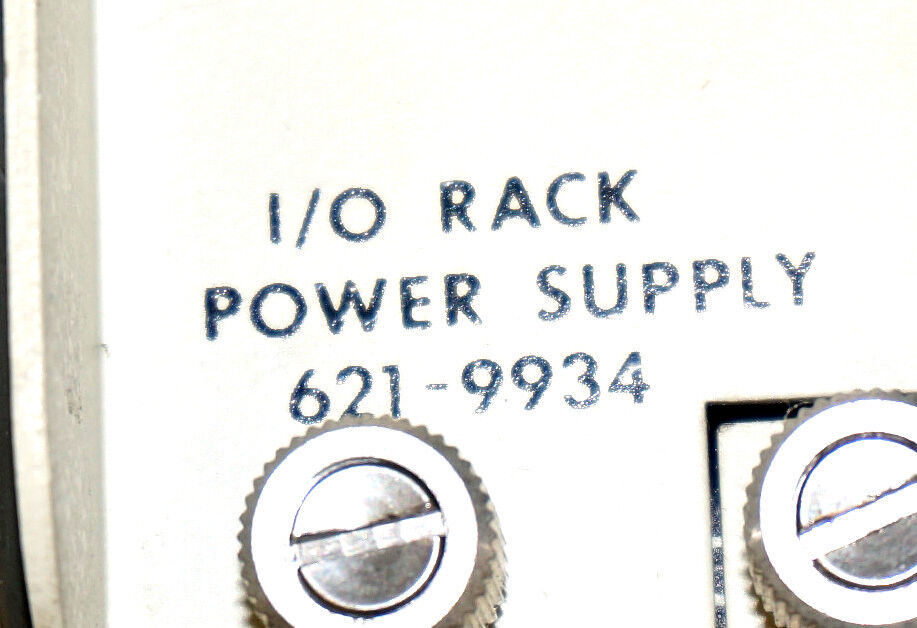 I/O RACK
POWER SUPPLY
621-9934